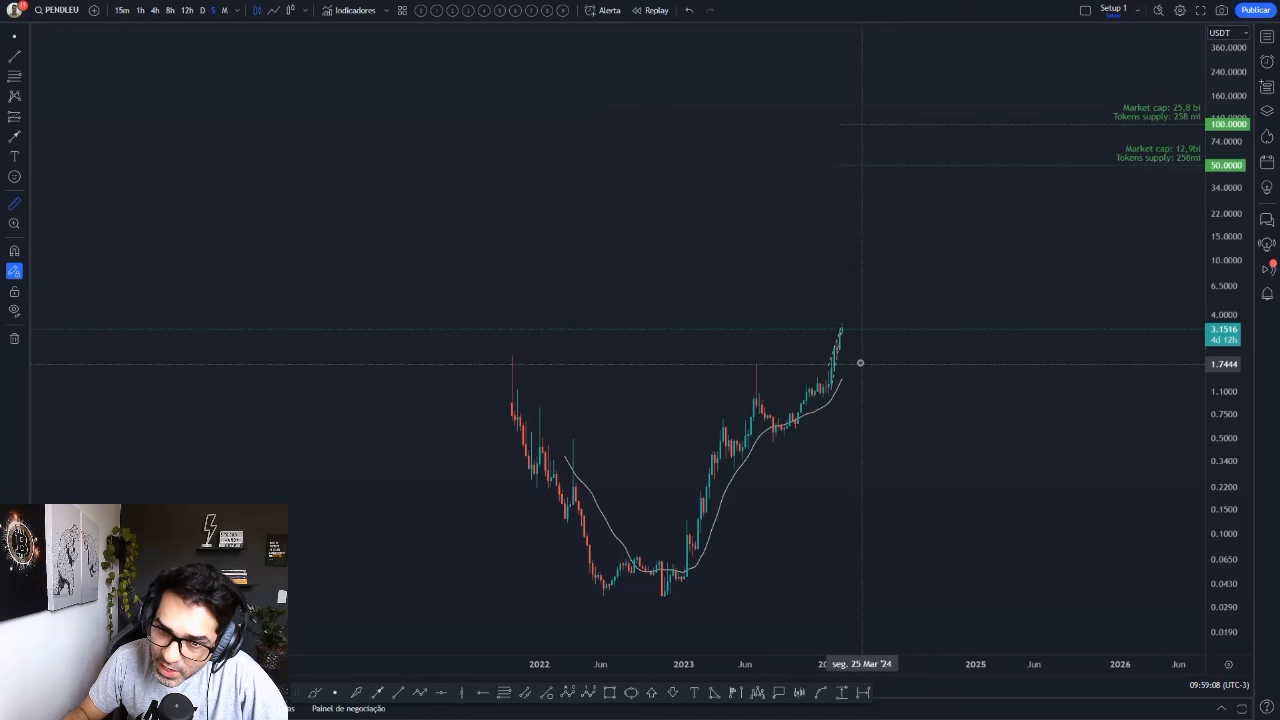 11
PENDLEU
15m 1h 4h 8h 12h D S M
Indicadores
Alerta
Replay
Setup 1
Salvar
Publicar
USDT
360.0000
240.0000
160.0000
Market cap: 25,8 bi
Tokens supply: 258 mi
100.0000
74.0000
Market cap: 12,9bi
Tokens supply: 258mi
50.0000
34.0000
22.0000
15.0000
10.0000
6.5000
4.0000
3.1516
4d 12h
1.7444
1.1000
0.7500
0.5000
0.3400
0.2200
0.1500
0.1000
0.0650
0.0430
0.0290
0.0190
2022 Jun 2023 Jun seg. 25 Mar '24 2025 Jun 2026 Jun
09:59:08 (UTC-3)
Painel de negociação